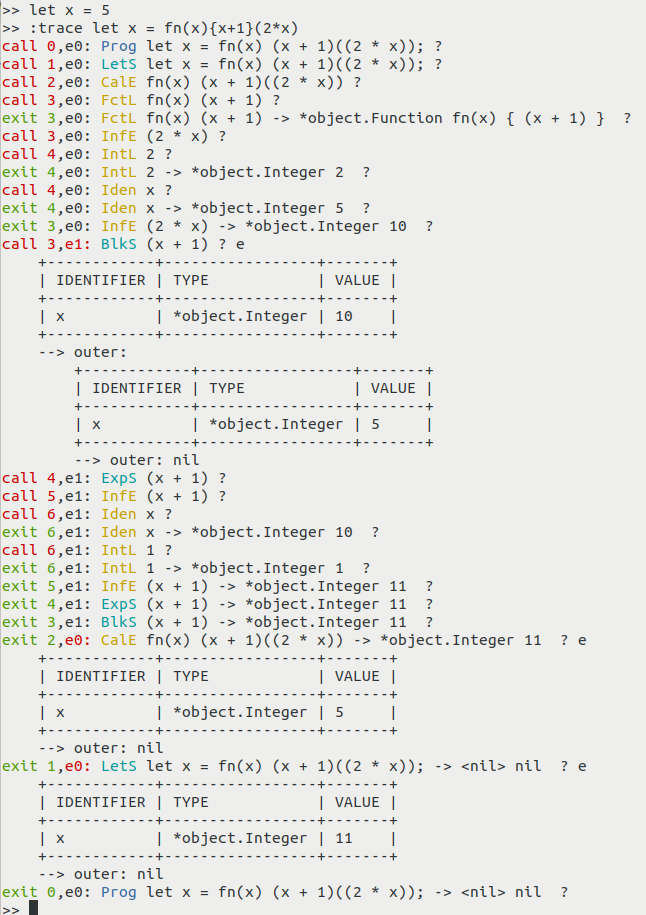 >> let x = 5
>> :trace let x = fn(x){x+1}(2*x)
call 0,e0: Prog let x = fn(x) (x + 1)((2 * x)); ?
call 1,e0: LetS let x = fn(x) (x + 1)((2 * x)); ?
call 2,e0: CalE fn(x) (x + 1)((2 * x)) ?
call 3,e0: FctL fn(x) (x + 1) ?
exit 3,e0: FctL fn(x) (x + 1) -> *object.Function fn(x) { (x + 1) }  ?
call 3,e0: InfE (2 * x) ?
call 4,e0: IntL 2 ?
exit 4,e0: IntL 2 -> *object.Integer 2  ?
call 4,e0: Iden x ?
exit 4,e0: Iden x -> *object.Integer 5  ?
exit 3,e0: InfE (2 * x) -> *object.Integer 10  ?
call 3,e1: BlkS (x + 1) ? e
    +------------+-----------------+-------+
    | IDENTIFIER | TYPE            | VALUE |
    +------------+-----------------+-------+
    | x          | *object.Integer | 10    |
    +------------+-----------------+-------+
    --> outer:
        +------------+-----------------+-------+
        | IDENTIFIER | TYPE            | VALUE |
        +------------+-----------------+-------+
        | x          | *object.Integer | 5     |
        +------------+-----------------+-------+
        --> outer: nil
call 4,e1: ExpS (x + 1) ?
call 5,e1: InfE (x + 1) ?
call 6,e1: Iden x ?
exit 6,e1: Iden x -> *object.Integer 10  ?
call 6,e1: IntL 1 ?
exit 6,e1: IntL 1 -> *object.Integer 1  ?
exit 5,e1: InfE (x + 1) -> *object.Integer 11  ?
exit 4,e1: ExpS (x + 1) -> *object.Integer 11  ?
exit 3,e1: BlkS (x + 1) -> *object.Integer 11  ?
exit 2,e0: CalE fn(x) (x + 1)((2 * x)) -> *object.Integer 11  ? e
    +------------+-----------------+-------+
    | IDENTIFIER | TYPE            | VALUE |
    +------------+-----------------+-------+
    | x          | *object.Integer | 5     |
    +------------+-----------------+-------+
    --> outer: nil
exit 1,e0: LetS let x = fn(x) (x + 1)((2 * x)); -> <nil> nil  ? e
    +------------+-----------------+-------+
    | IDENTIFIER | TYPE            | VALUE |
    +------------+-----------------+-------+
    | x          | *object.Integer | 11    |
    +------------+-----------------+-------+
    --> outer: nil
exit 0,e0: Prog let x = fn(x) (x + 1)((2 * x)); -> <nil> nil  ?
>>